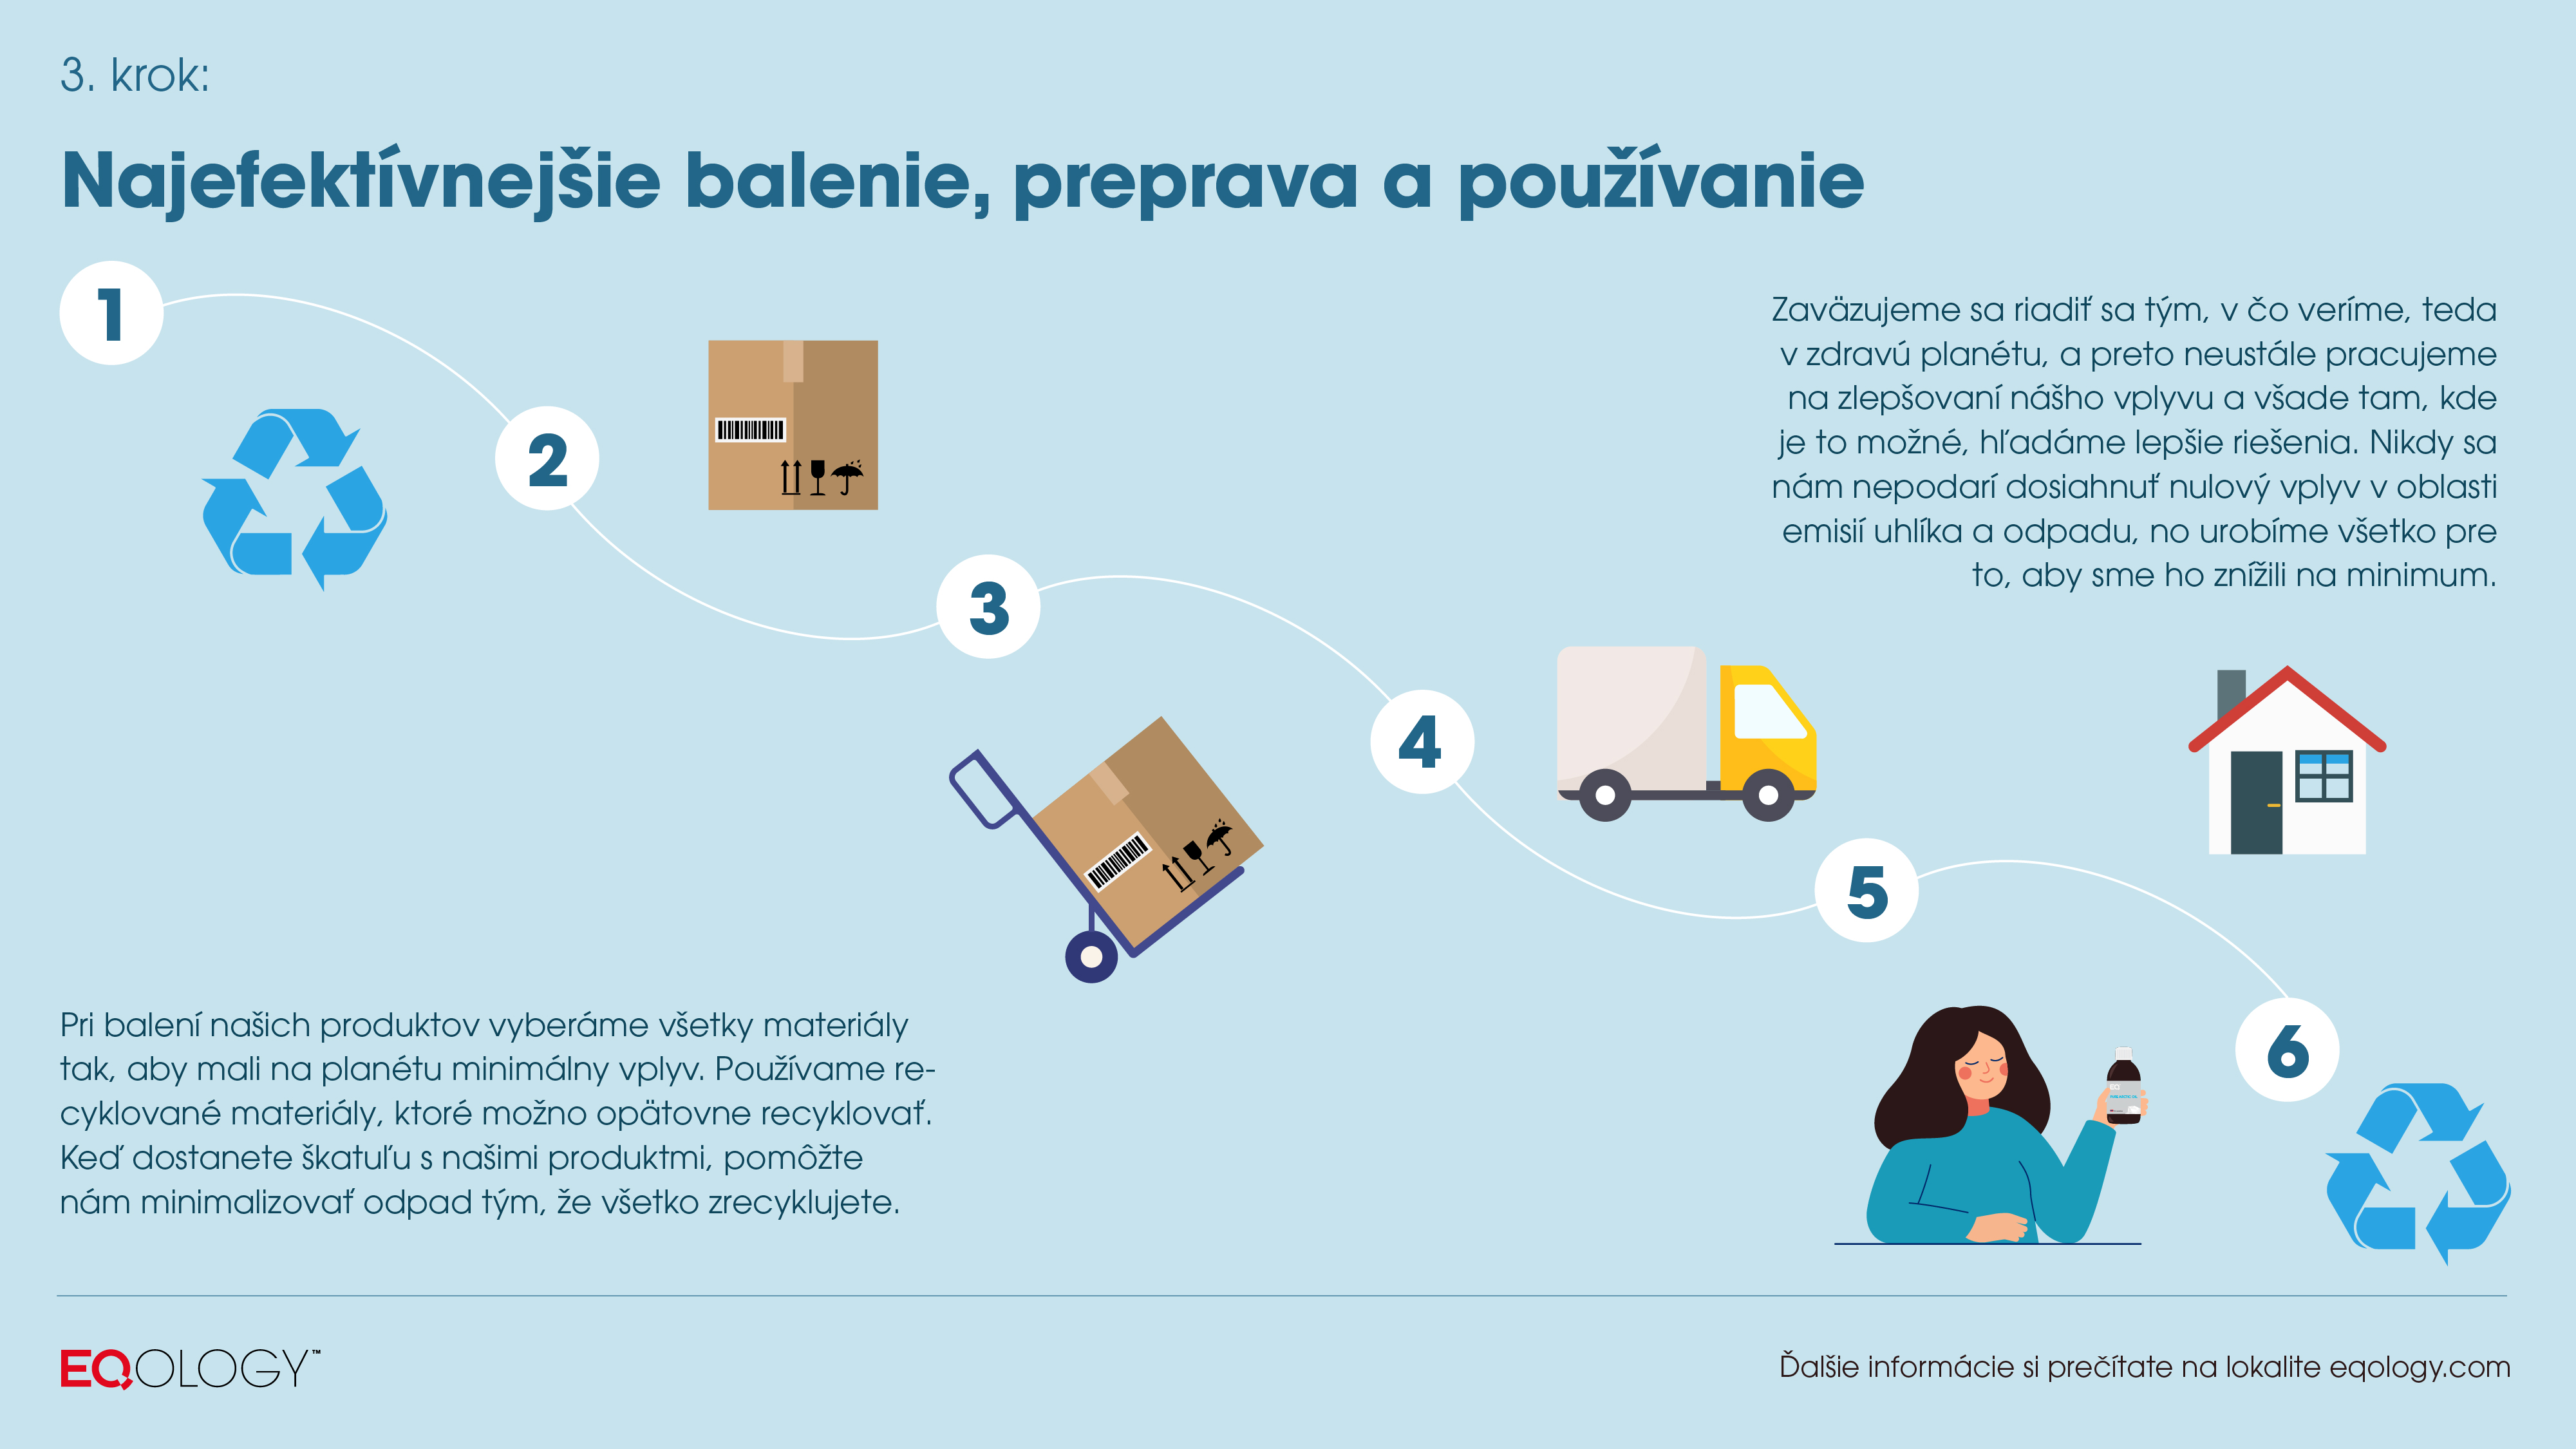 3. krok:
Najefektívnejšie balenie, preprava a používanie
1
2
3
4
5
6
Zaväzujeme sa riadiť sa tým, v čo veríme, teda
v zdravú planétu, a preto neustále pracujeme
na zlepšovaní nášho vplyvu a všade tam, kde
je to možné, hľadáme lepšie riešenia. Nikdy sa
nám nepodarí dosiahnuť nulový vplyv v oblasti
emisií uhlíka a odpadu, no urobíme všetko pre
to, aby sme ho znížili na minimum.
Pri balení našich produktov vyberáme všetky materiály
tak, aby mali na planétu minimálny vplyv. Používame re-
cyklované materiály, ktoré možno opätovne recyklovať.
Keď dostanete škatuľu s našimi produktmi, pomôžte
nám minimalizovať odpad tým, že všetko zrecyklujete.
EQ
EQOLOGY™
Ďalšie informácie si prečítate na lokalite eqology.com